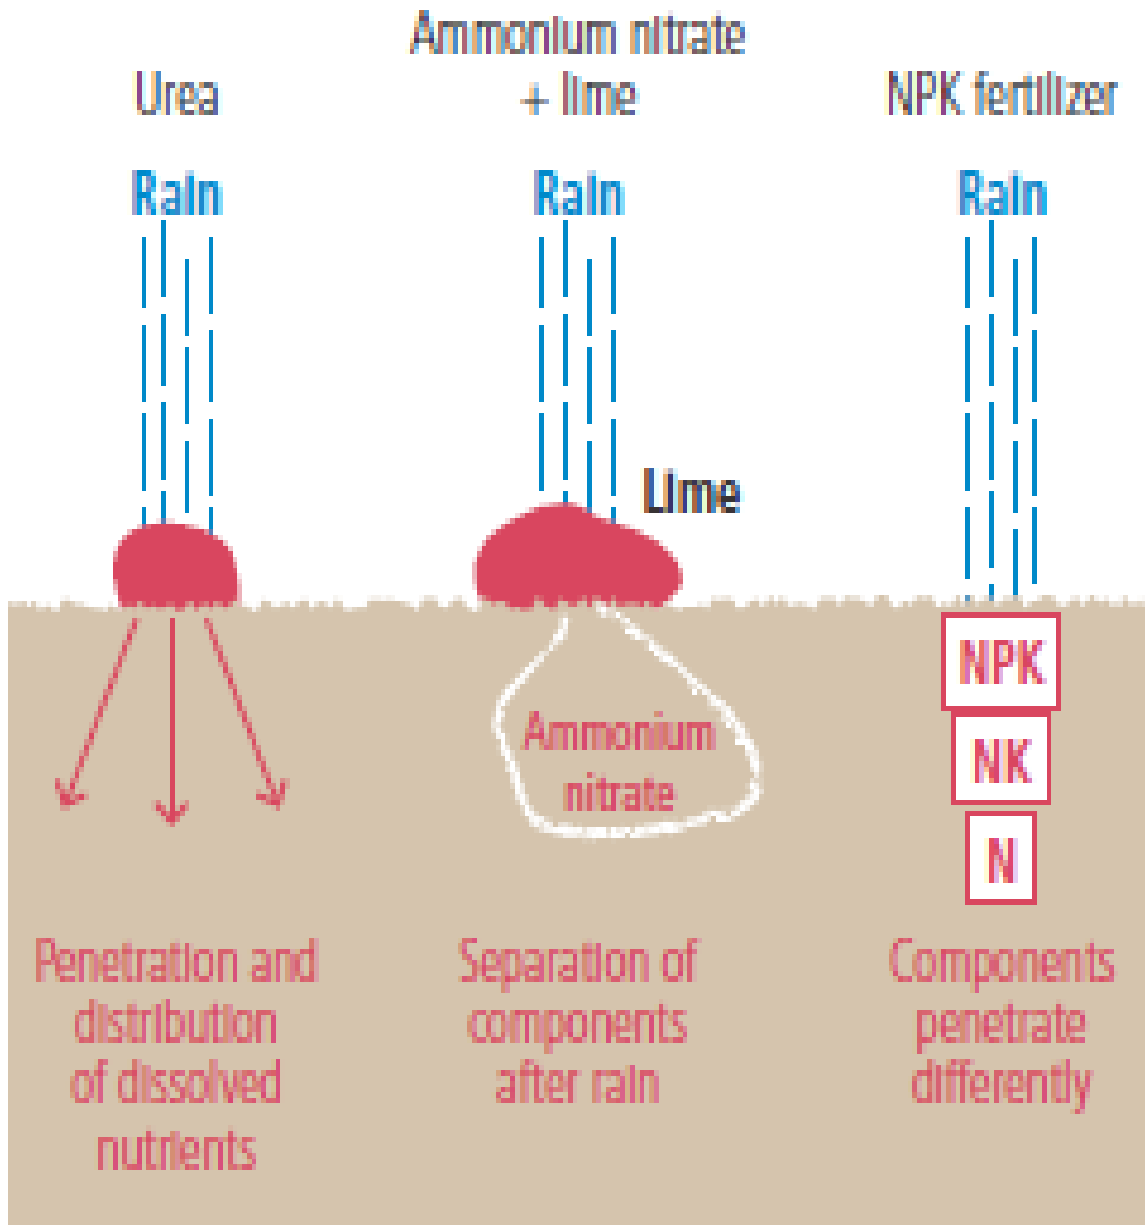 Urea
Rain
Penetration and
distribution
of dissolved
nutrients
Ammonium nitrate
+ lime
Rain
Lime
Ammonium
nitrate
Separation of
components
after rain
NPK fertilizer
Rain
NPK
NK
N
Components
penetrate
differently